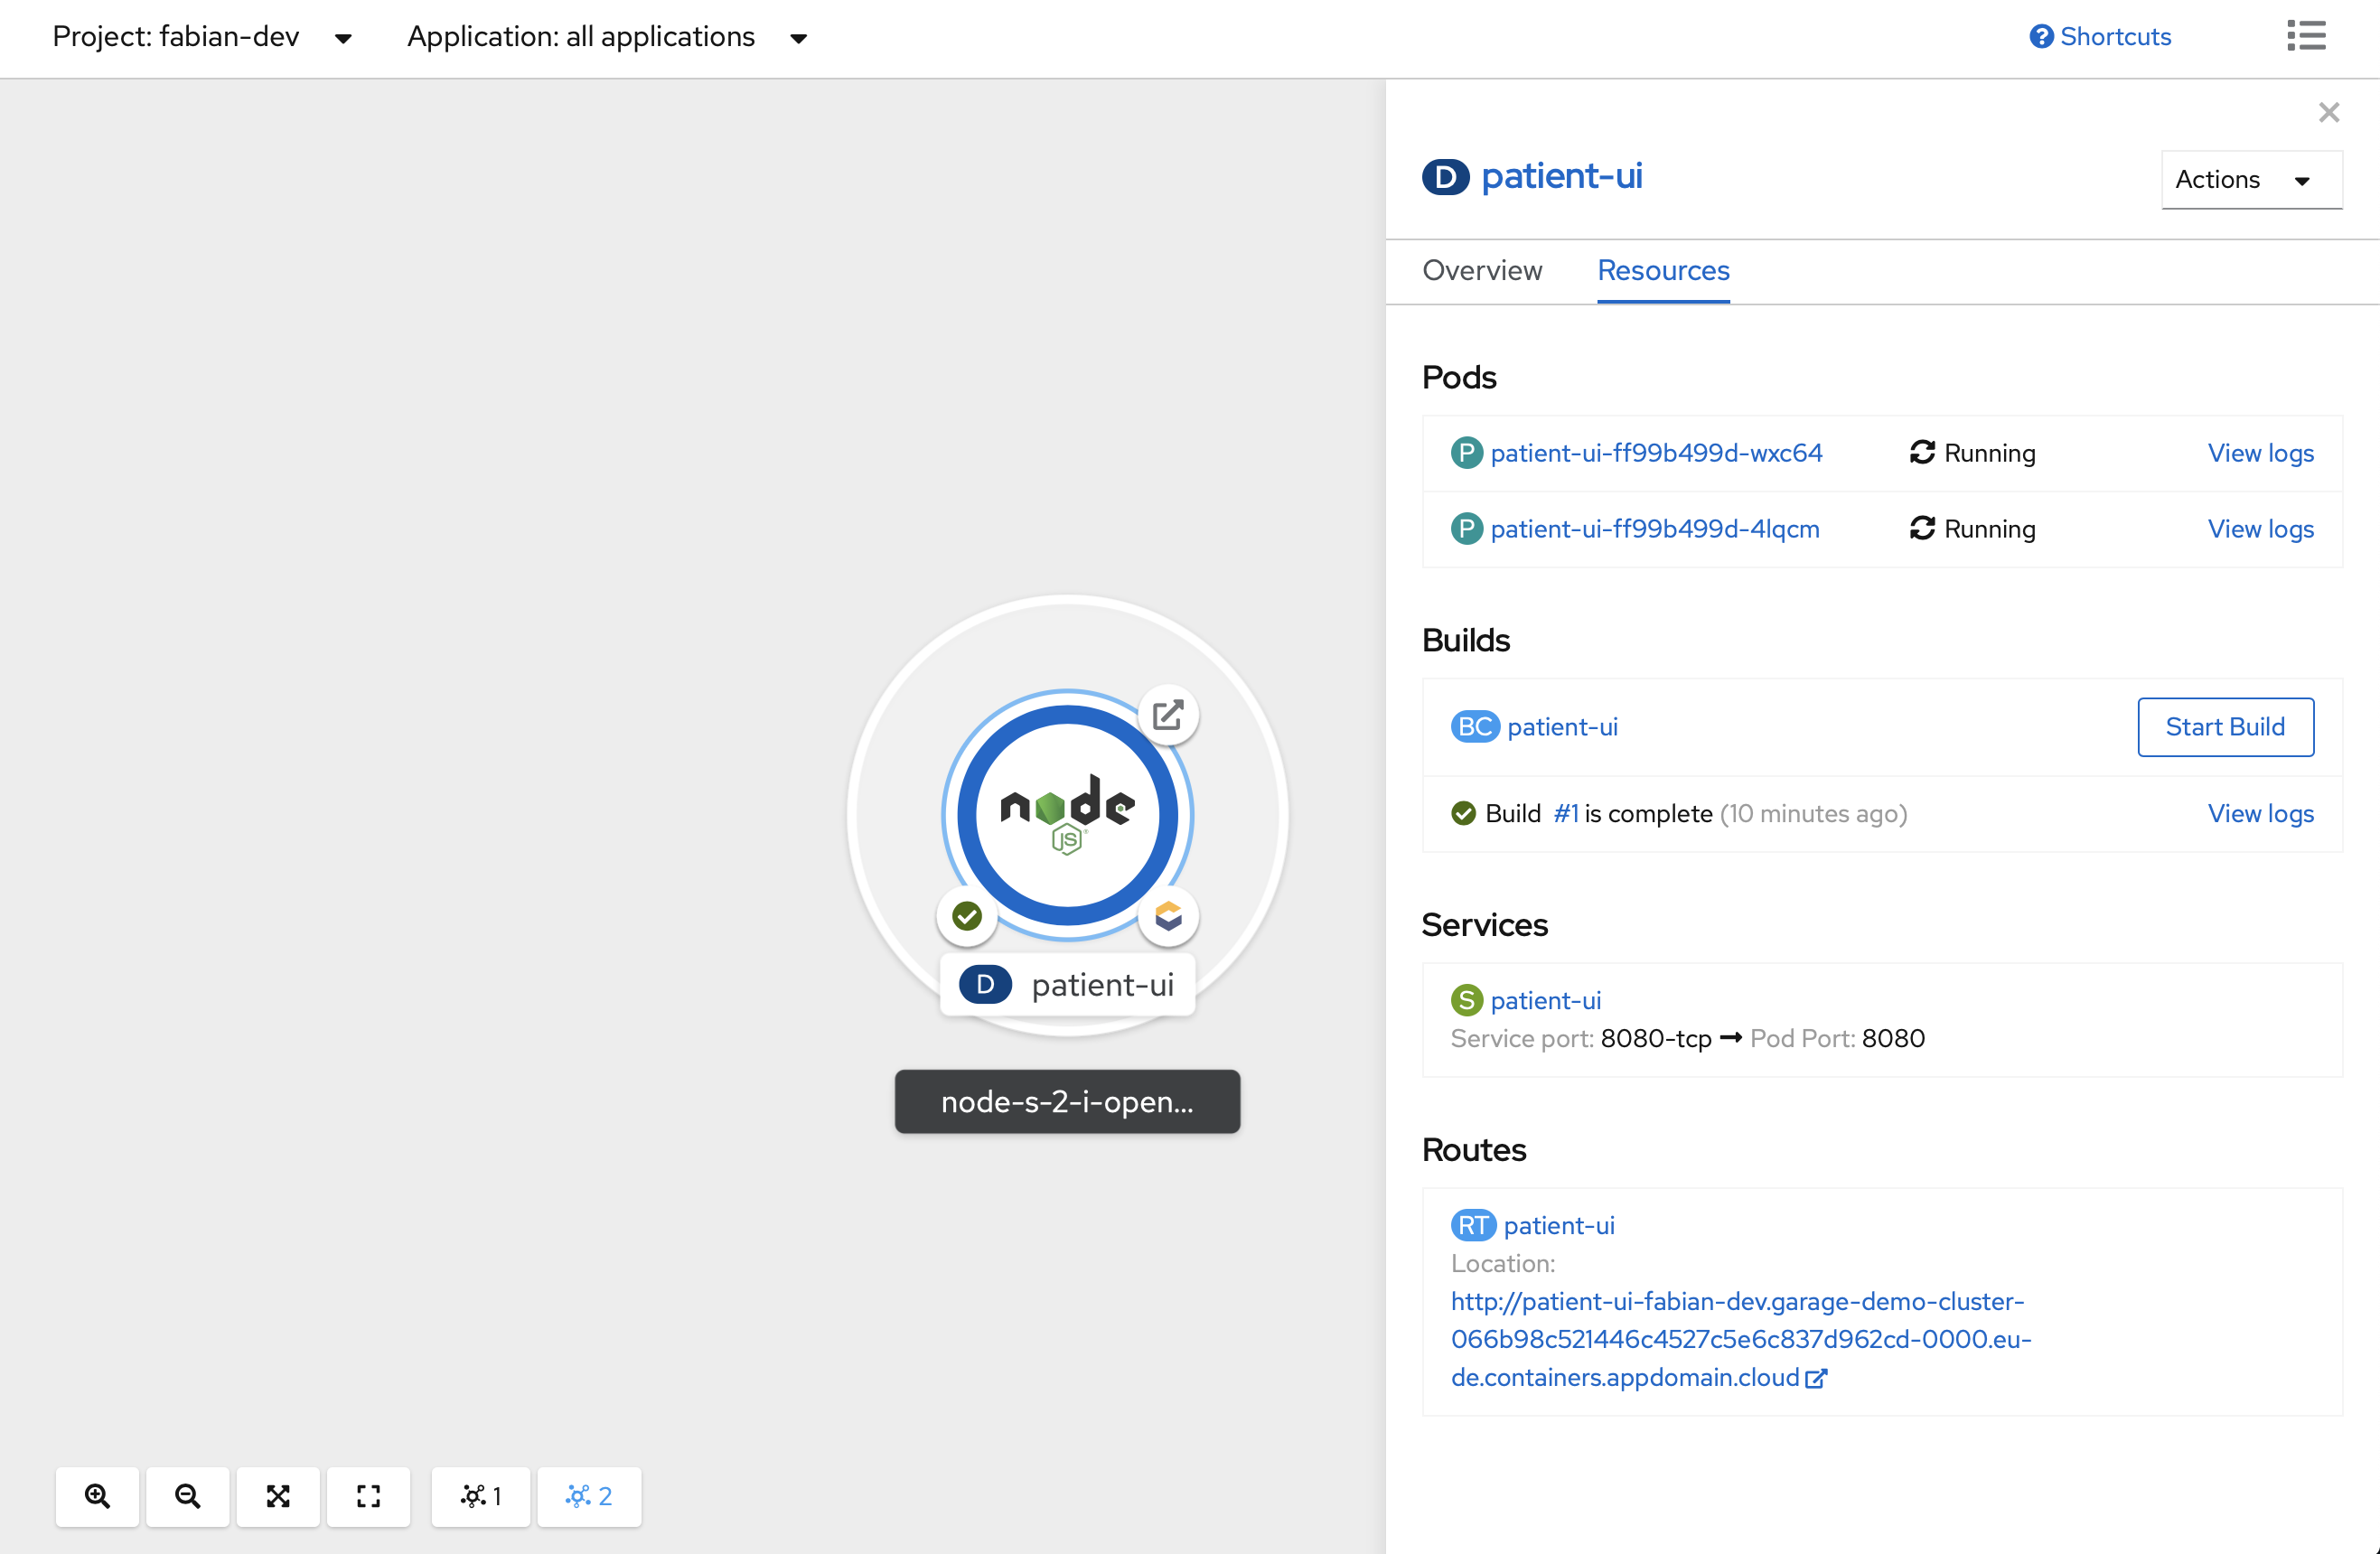 Project: fabian-dev
Application: all applications
Shortcuts
D patient-ui
Actions
Overview
Resources
Pods
P patient-ui-ff99b499d-wxc64 Running View logs
P patient-ui-ff99b499d-4lqcm Running View logs
Builds
BC patient-ui Start Build
Build #1 is complete (10 minutes ago) View logs
Services
S patient-ui
Service port: 8080-tcp → Pod Port: 8080
Routes
RT patient-ui
Location:
http://patient-ui-fabian-dev.garage-demo-cluster-
066b98c521446c4527c5e6c837d962cd-0000.eu-
de.containers.appdomain.cloud
node
JS
D patient-ui
node-s-2-i-open...
1
2